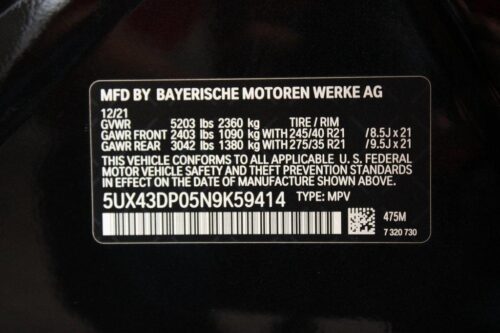 MFD BY BAYERISCHE MOTOREN WERKE AG
12/21
GVWR 5203 lbs 2360 kg TIRE / RIM
GAWR FRONT 2403 lbs 1090 kg WITH 245/40 R21 / 8.5J x 21
GAWR REAR 3042 lbs 1380 kg WITH 275/35 R21 / 9.5J x 21
THIS VEHICLE CONFORMS TO ALL APPLICABLE U. S. FEDERAL
MOTOR VEHICLE SAFETY AND THEFT PREVENTION STANDARDS
IN EFFECT ON THE DATE OF MANUFACTURE SHOWN ABOVE.
5UX43DP05N9K59414 TYPE: MPV
475M
7 320 730